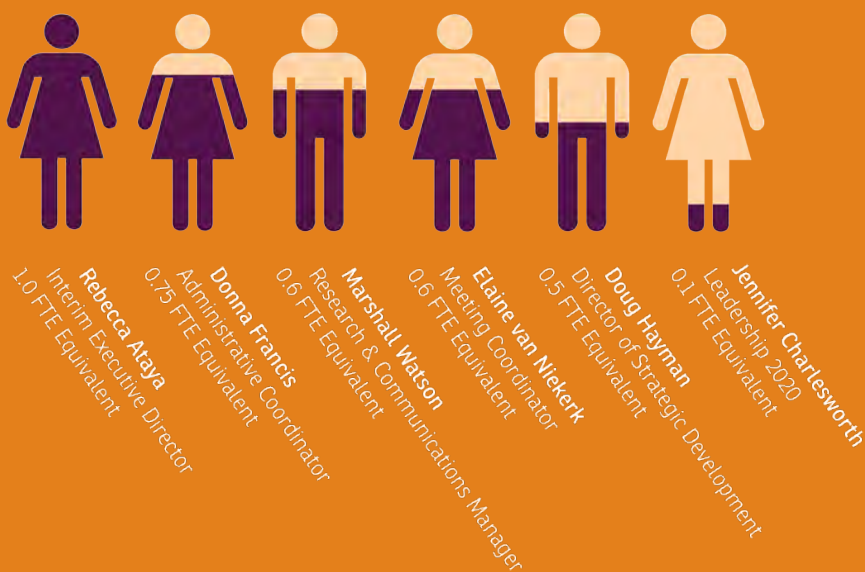 Rebecca Ataya
Interim Executive Director
1.0 FTE Equivalent
Donna Francis
Administrative Coordinator
0.75 FTE Equivalent
Marshall Watson
Research & Communications Manager
0.6 FTE Equivalent
Elaine van Niekerk
Meeting Coordinator
0.6 FTE Equivalent
Doug Hayman
Director of Strategic Development
0.5 FTE Equivalent
Jennifer Charlesworth
Leadership 2020
0.1 FTE Equivalent